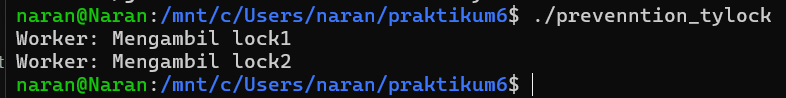 naran@Naran:/mnt/c/Users/naran/praktikum6$ ./prevenntion_tylock
Worker: Mengambil lock1
Worker: Mengambil lock2
naran@Naran:/mnt/c/Users/naran/praktikum6$